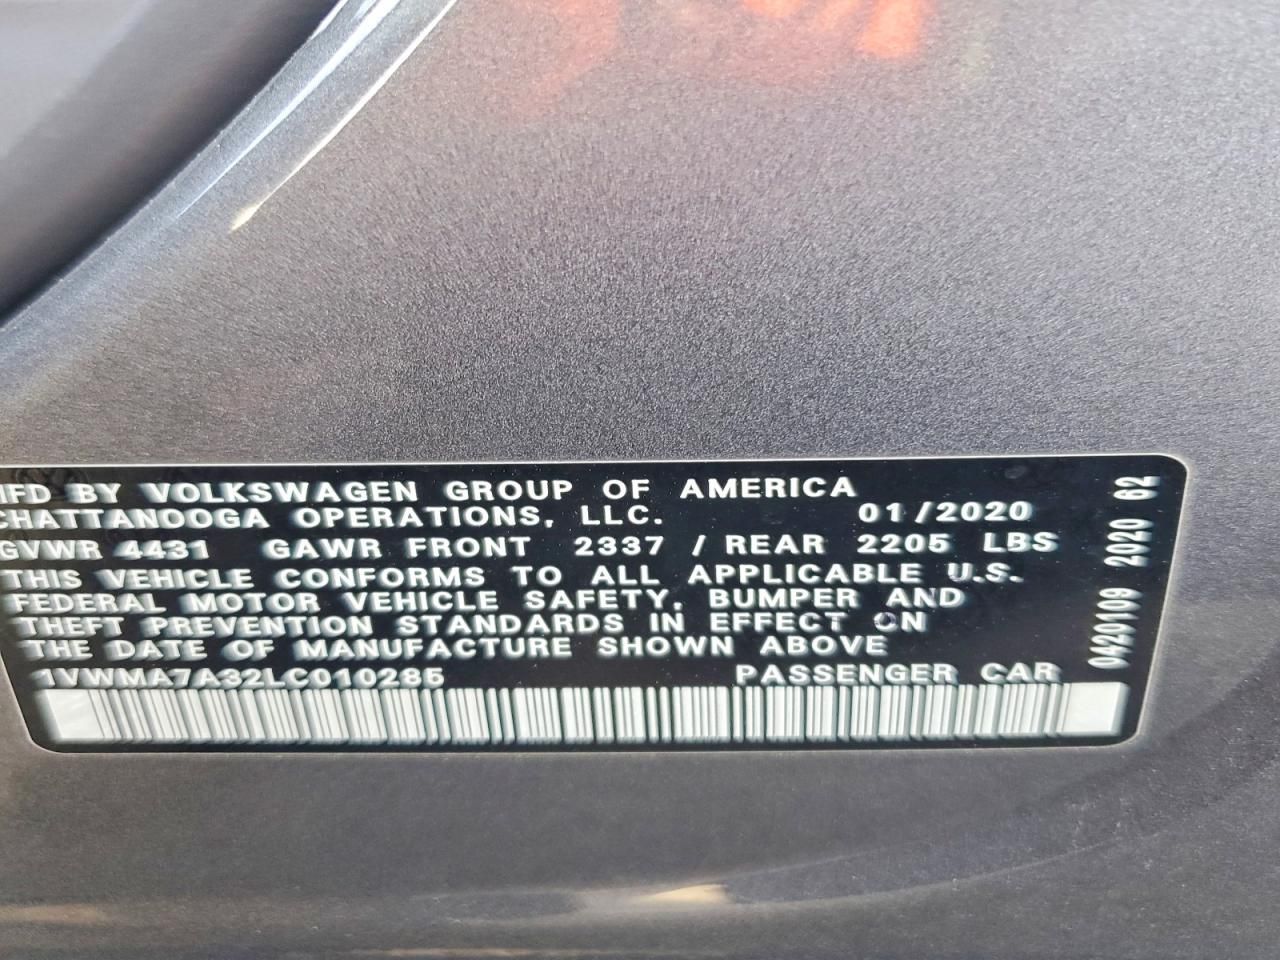 MFD BY VOLKSWAGEN GROUP OF AMERICA
CHATTANOOGA OPERATIONS, LLC. 01/2020
GVWR 4431 GAWR FRONT 2337 / REAR 2205 LBS
THIS VEHICLE CONFORMS TO ALL APPLICABLE U.S.
FEDERAL MOTOR VEHICLE SAFETY, BUMPER AND
THEFT PREVENTION STANDARDS IN EFFECT ON
THE DATE OF MANUFACTURE SHOWN ABOVE
1VWMA7A32LC010285 PASSENGER CAR
0420109 2020 62